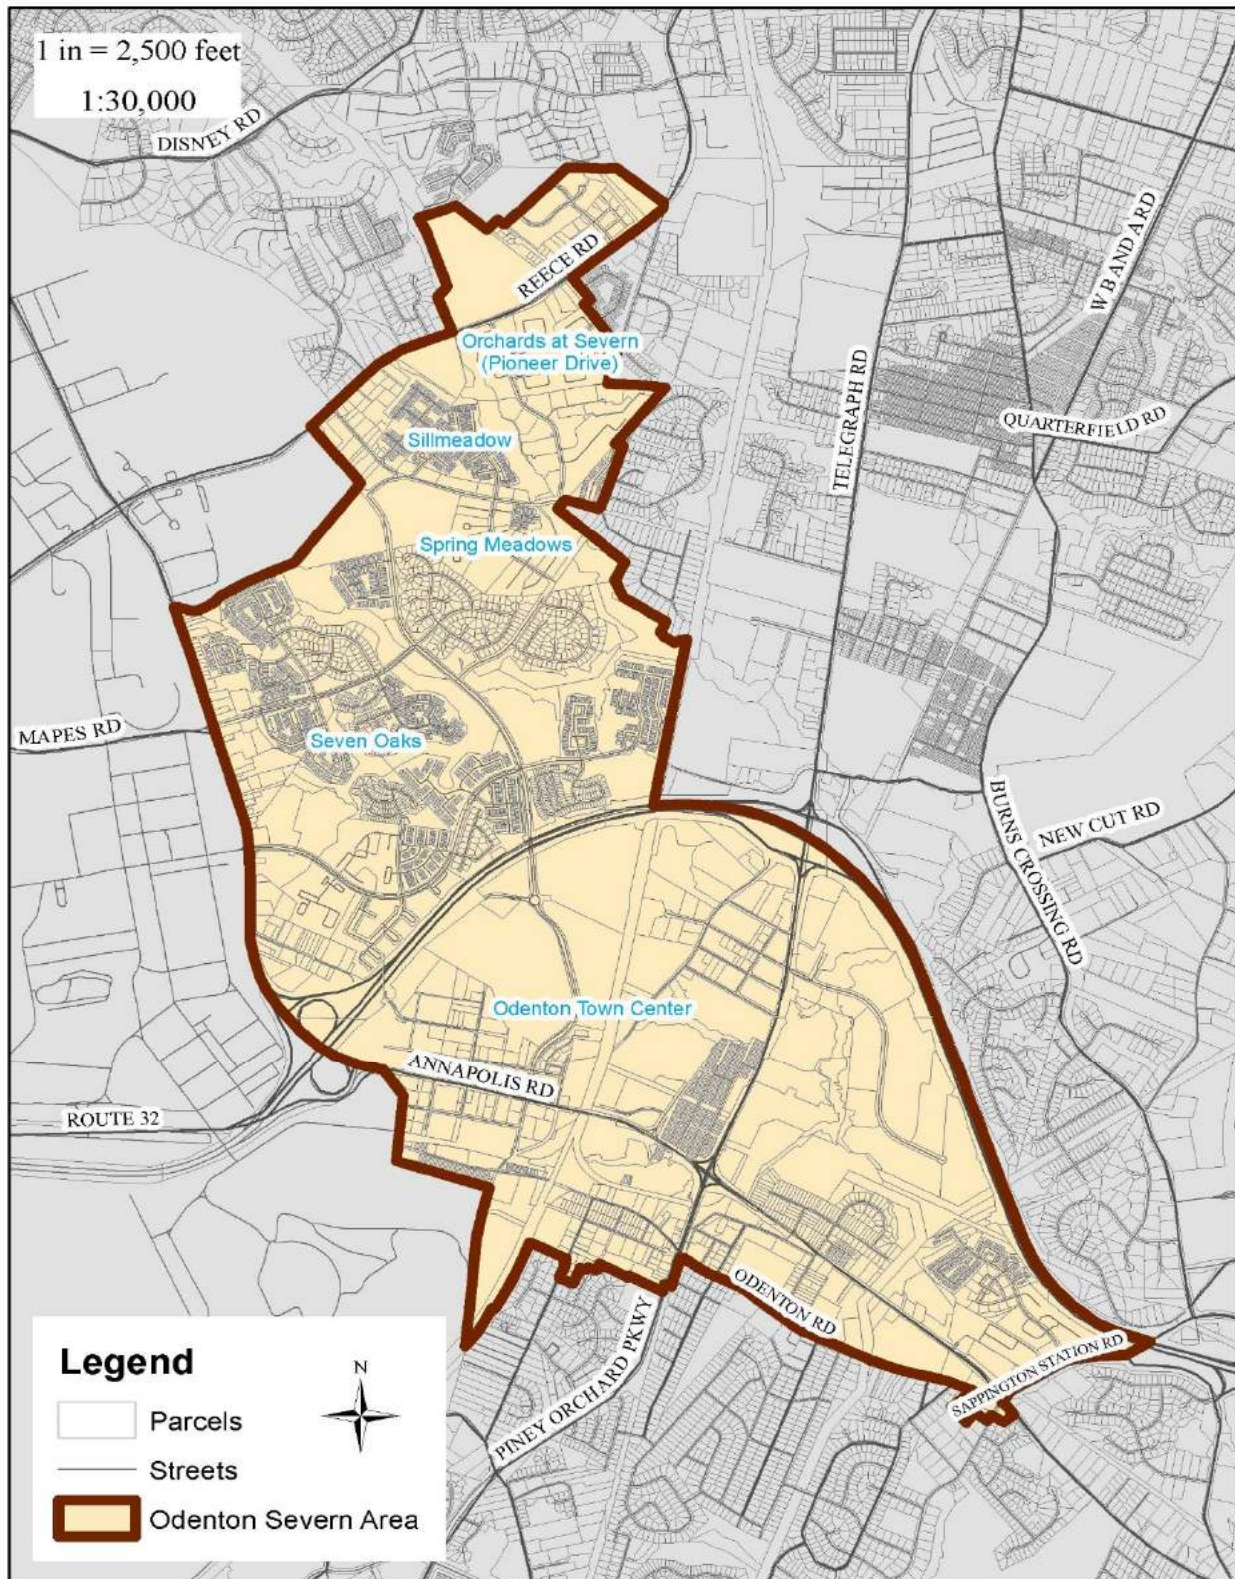 1 in = 2,500 feet
1:30,000
DISNEY RD
REECE RD
W B AND A RD
Orchards at Severn
(Pioneer Drive)
TELEGRAPH RD
QUARTERFIELD RD
Sillmeadow
Spring Meadows
MAPES RD
Seven Oaks
BURNS CROSSING RD
NEW CUT RD
Odenton Town Center
ANNAPOLIS RD
ROUTE 32
ODENTON RD
PINEY ORCHARD PKWY
SAPPINGTON STATION RD
Legend
N
Parcels
Streets
Odenton Severn Area